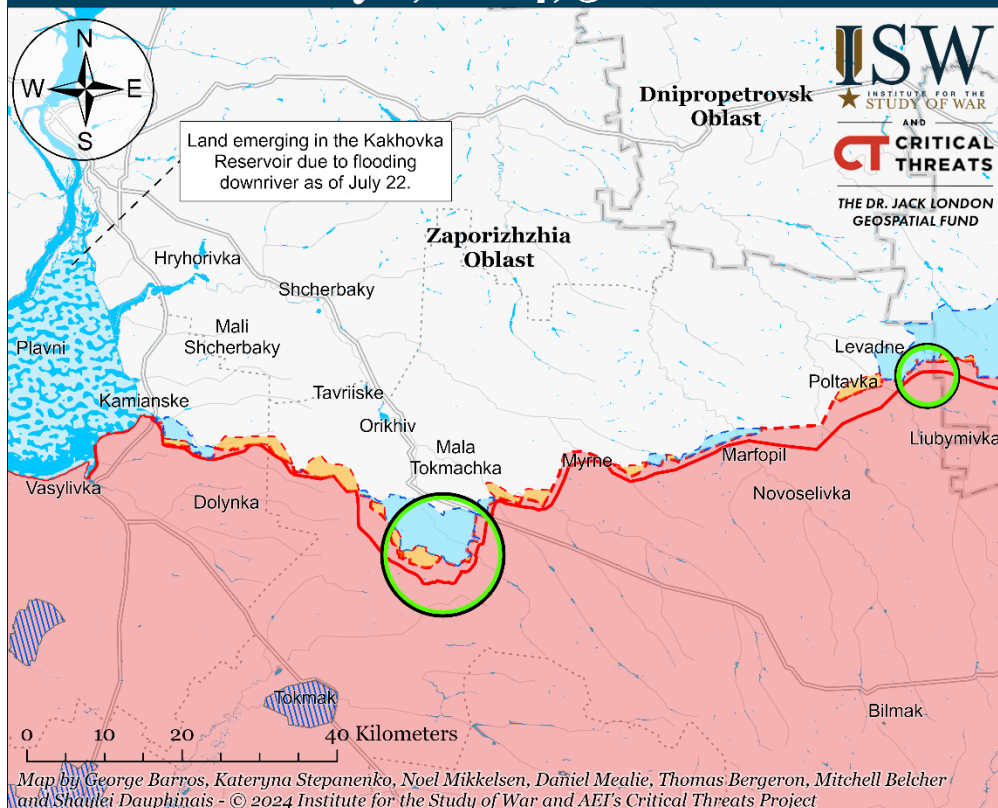 N
W
E
S
ISW
INSTITUTE FOR THE
STUDY OF WAR
AND
CT CRITICAL
THREATS
THE DR. JACK LONDON
GEOSPATIAL FUND
Dnipropetrovsk
Oblast
Land emerging in the Kakhovka
Reservoir due to flooding
downriver as of July 22.
Zaporizhzhia
Oblast
Hryhorivka
Shcherbaky
Mali
Shcherbaky
Plavni
Levadne
Poltavka
Tavriiske
Kamianske
Orikhiv
Liubymivka
Mala
Tokmachka
Myrne
Marfopil
Vasylivka
Dolynka
Novoselivka
Tokmak
Bilmak
0 10 20 40 Kilometers
Map by George Barros, Kateryna Stepanenko, Noel Mikkelsen, Daniel Mealie, Thomas Bergeron, Mitchell Belcher
and Shaylei Dauphinais - © 2024 Institute for the Study of War and AEI's Critical Threats Project